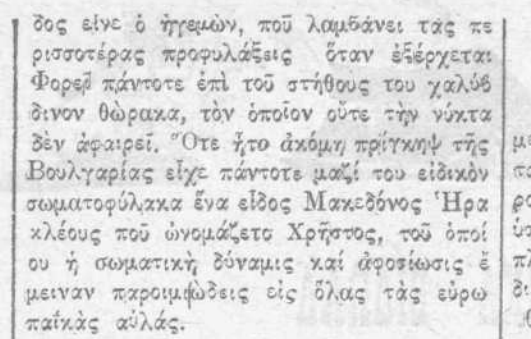 δος εἶνε ὁ ἡγεμὼν, ποῦ λαμβάνει τὰς πε
ρισσοτέρας προφυλάξεις ὅταν ἐξέρχεται
Φορεῖ πάντοτε ἐπὶ τοῦ στήθους του χαλύβ
δινον θώρακα, τὸν ὁποῖον οὔτε τὴν νύκτα
δὲν ἀφαιρεῖ. Ὅτε ἦτο ἀκόμη πρίγκηψ τῆς
Βουλγαρίας εἶχε πάντοτε μαζί του εἰδικὸν
σωματοφύλακα ἕνα εἶδος Μακεδόνος Ἡρα
κλέους ποῦ ὠνομάζετο Χρῆστος, τοῦ ὁποί
ου ἡ σωματικὴ δύναμις καί ἀφοσίωσις ἔ
μειναν παροιμιώδεις εἰς ὅλας τὰς εὐρω
παϊκὰς αὐλάς.